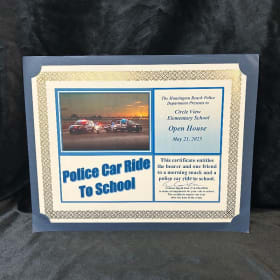 The Huntington Beach Police
Department Presents to
Circle View
Elementary School
Open House
May 21, 2025
Police Car Ride
To School
This certificate entitles
the bearer and one friend
to a morning snack and a
police car ride to school.